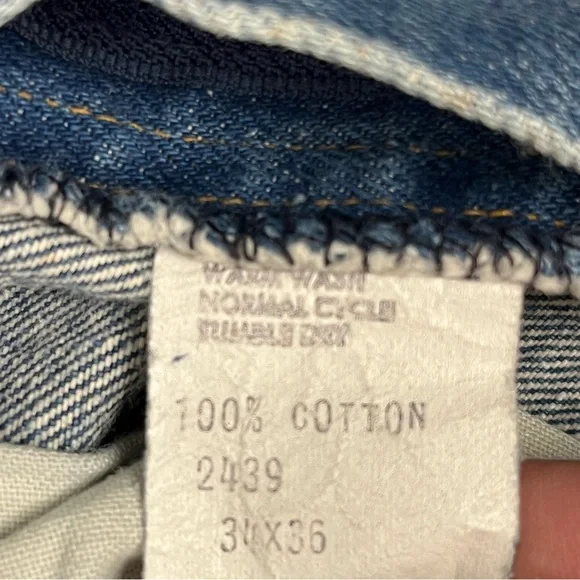 WARM WASH
NORMAL CYCLE
TUMBLE DRY
100% COTTON
2439
34X36